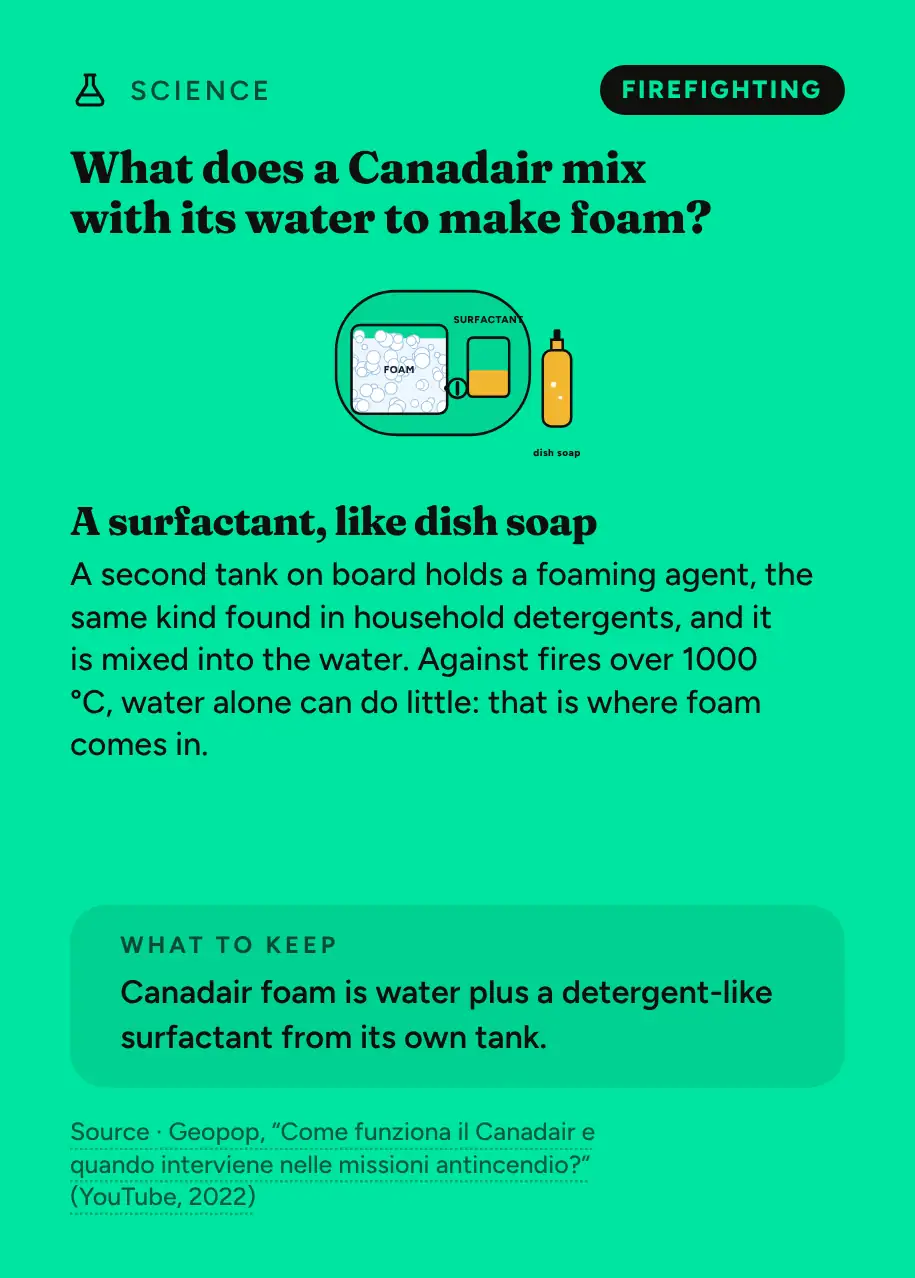 SCIENCE
FIREFIGHTING
What does a Canadair mix
with its water to make foam?
SURFACTANT
FOAM
dish soap
A surfactant, like dish soap
A second tank on board holds a foaming agent, the
same kind found in household detergents, and it
is mixed into the water. Against fires over 1000
°C, water alone can do little: that is where foam
comes in.
WHAT TO KEEP
Canadair foam is water plus a detergent-like
surfactant from its own tank.
Source · Geopop, “Come funziona il Canadair e
quando interviene nelle missioni antincendio?”
(YouTube, 2022)